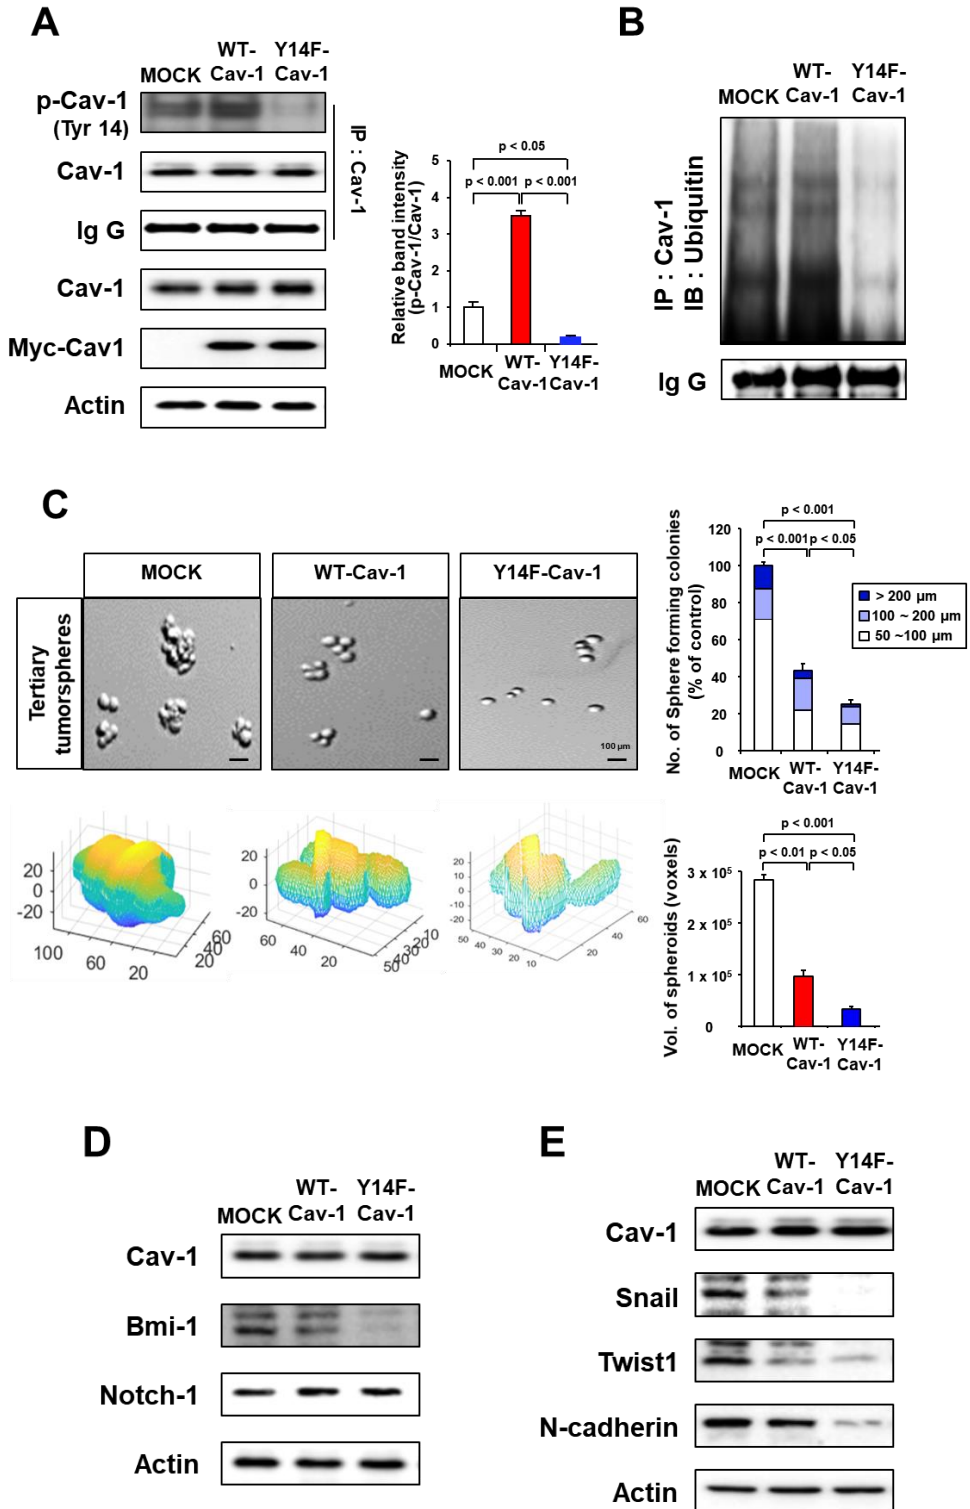 A
MOCK
WT-
Cav-1
Y14F-
Cav-1
p-Cav-1
(Tyr 14)
Cav-1
Ig G
IP : Cav-1
Cav-1
Myc-Cav1
Actin
Relative band intensity
(p-Cav-1/Cav-1)
5
4
3
2
1
0
p < 0.05
p < 0.001
p < 0.001
MOCK
WT-
Cav-1
Y14F-
Cav-1
B
MOCK
WT-
Cav-1
Y14F-
Cav-1
IP : Cav-1
IB : Ubiquitin
Ig G
C
MOCK
WT-Cav-1
Y14F-Cav-1
Tertiary
tumorspheres
100 µm
No. of Sphere forming colonies
(% of control)
120
100
80
60
40
20
0
p < 0.001
p < 0.001
p < 0.05
> 200 µm
100 ~ 200 µm
50 ~100 µm
MOCK
WT-
Cav-1
Y14F-
Cav-1
20
0
-20
100
60
20
60
40
20
20
0
-20
60
40
20
50
30
40
10
20
10
0
-10
-20
50
40
30
20
10
20
40
60
Vol. of spheroids (voxels)
3 x 10⁵
2 x 10⁵
1 x 10⁵
0
p < 0.001
p < 0.01
p < 0.05
MOCK
WT-
Cav-1
Y14F-
Cav-1
D
MOCK
WT-
Cav-1
Y14F-
Cav-1
Cav-1
Bmi-1
Notch-1
Actin
E
MOCK
WT-
Cav-1
Y14F-
Cav-1
Cav-1
Snail
Twist1
N-cadherin
Actin